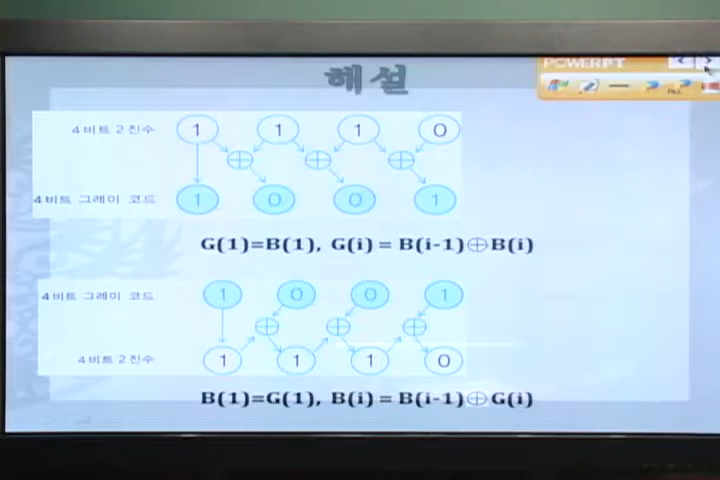 해설
POWERPT
4비트 2진수 1 1 1 0
4비트 그레이 코드 1 0 0 1
G(1)=B(1), G(i) = B(i-1)⊕B(i)
4비트 그레이 코드 1 0 0 1
4비트 2진수 1 1 1 0
B(1)=G(1), B(i) = B(i-1)⊕G(i)